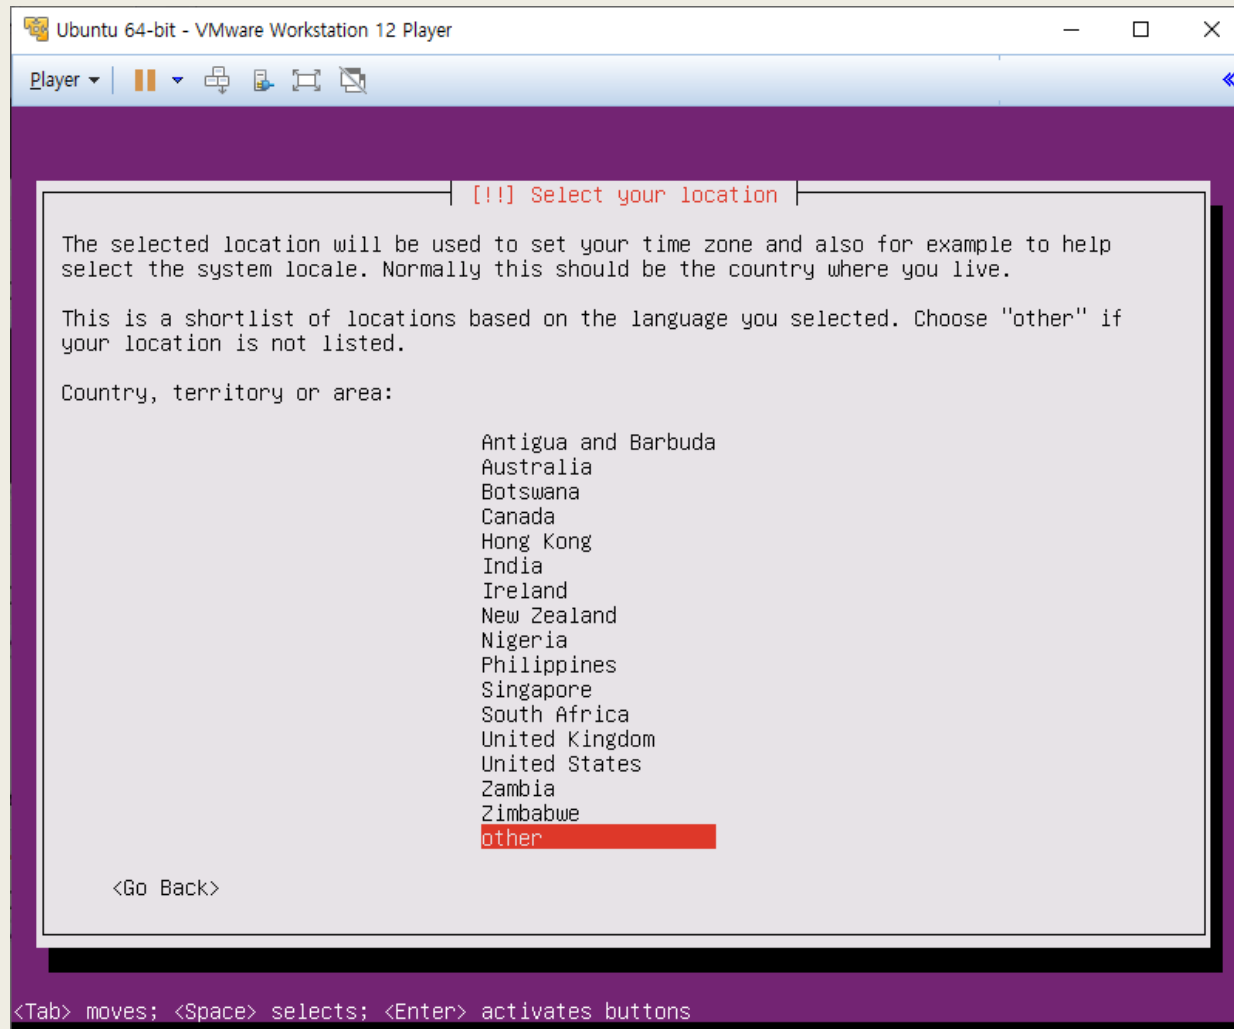 Ubuntu 64-bit - VMware Workstation 12 Player
Player
[!!] Select your location
The selected location will be used to set your time zone and also for example to help
select the system locale. Normally this should be the country where you live.
This is a shortlist of locations based on the language you selected. Choose "other" if
your location is not listed.
Country, territory or area:
Antigua and Barbuda
Australia
Botswana
Canada
Hong Kong
India
Ireland
New Zealand
Nigeria
Philippines
Singapore
South Africa
United Kingdom
United States
Zambia
Zimbabwe
other
<Go Back>
<Tab> moves; <Space> selects; <Enter> activates buttons